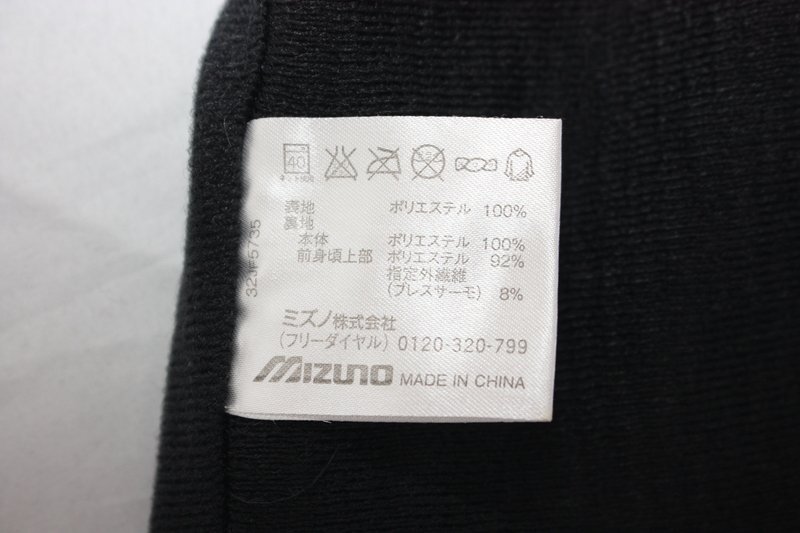 40
表地 ポリエステル 100%
裏地
本体 ポリエステル 100%
前身頃上部 ポリエステル 92%
指定外繊維
(ブレスサーモ) 8%
ミズノ株式会社
(フリーダイヤル) 0120-320-799
MIZUNO MADE IN CHINA
32JF5735